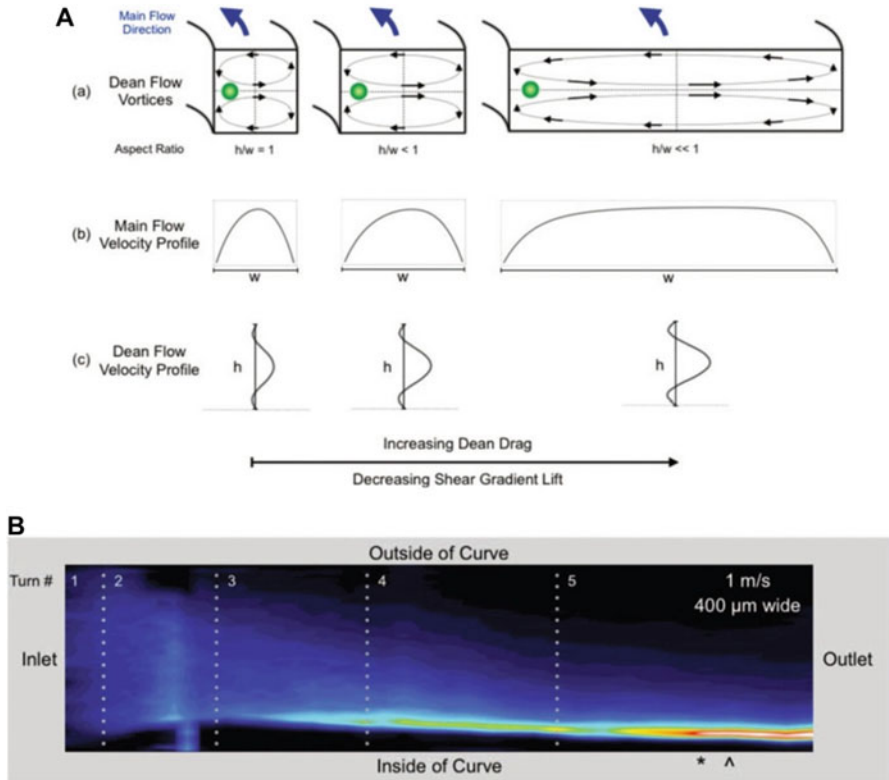 A
Main Flow
Direction
(a)
Dean Flow
Vortices
Aspect Ratio
h/w = 1
h/w < 1
h/w << 1
(b)
Main Flow
Velocity Profile
w
w
w
(c)
Dean Flow
Velocity Profile
h
h
h
Increasing Dean Drag
Decreasing Shear Gradient Lift
B
Outside of Curve
Turn #
1
2
3
4
5
1 m/s
400 µm wide
Inlet
Outlet
Inside of Curve
*
^